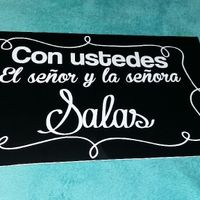 Con ustedes
El señor y la señora
Salas